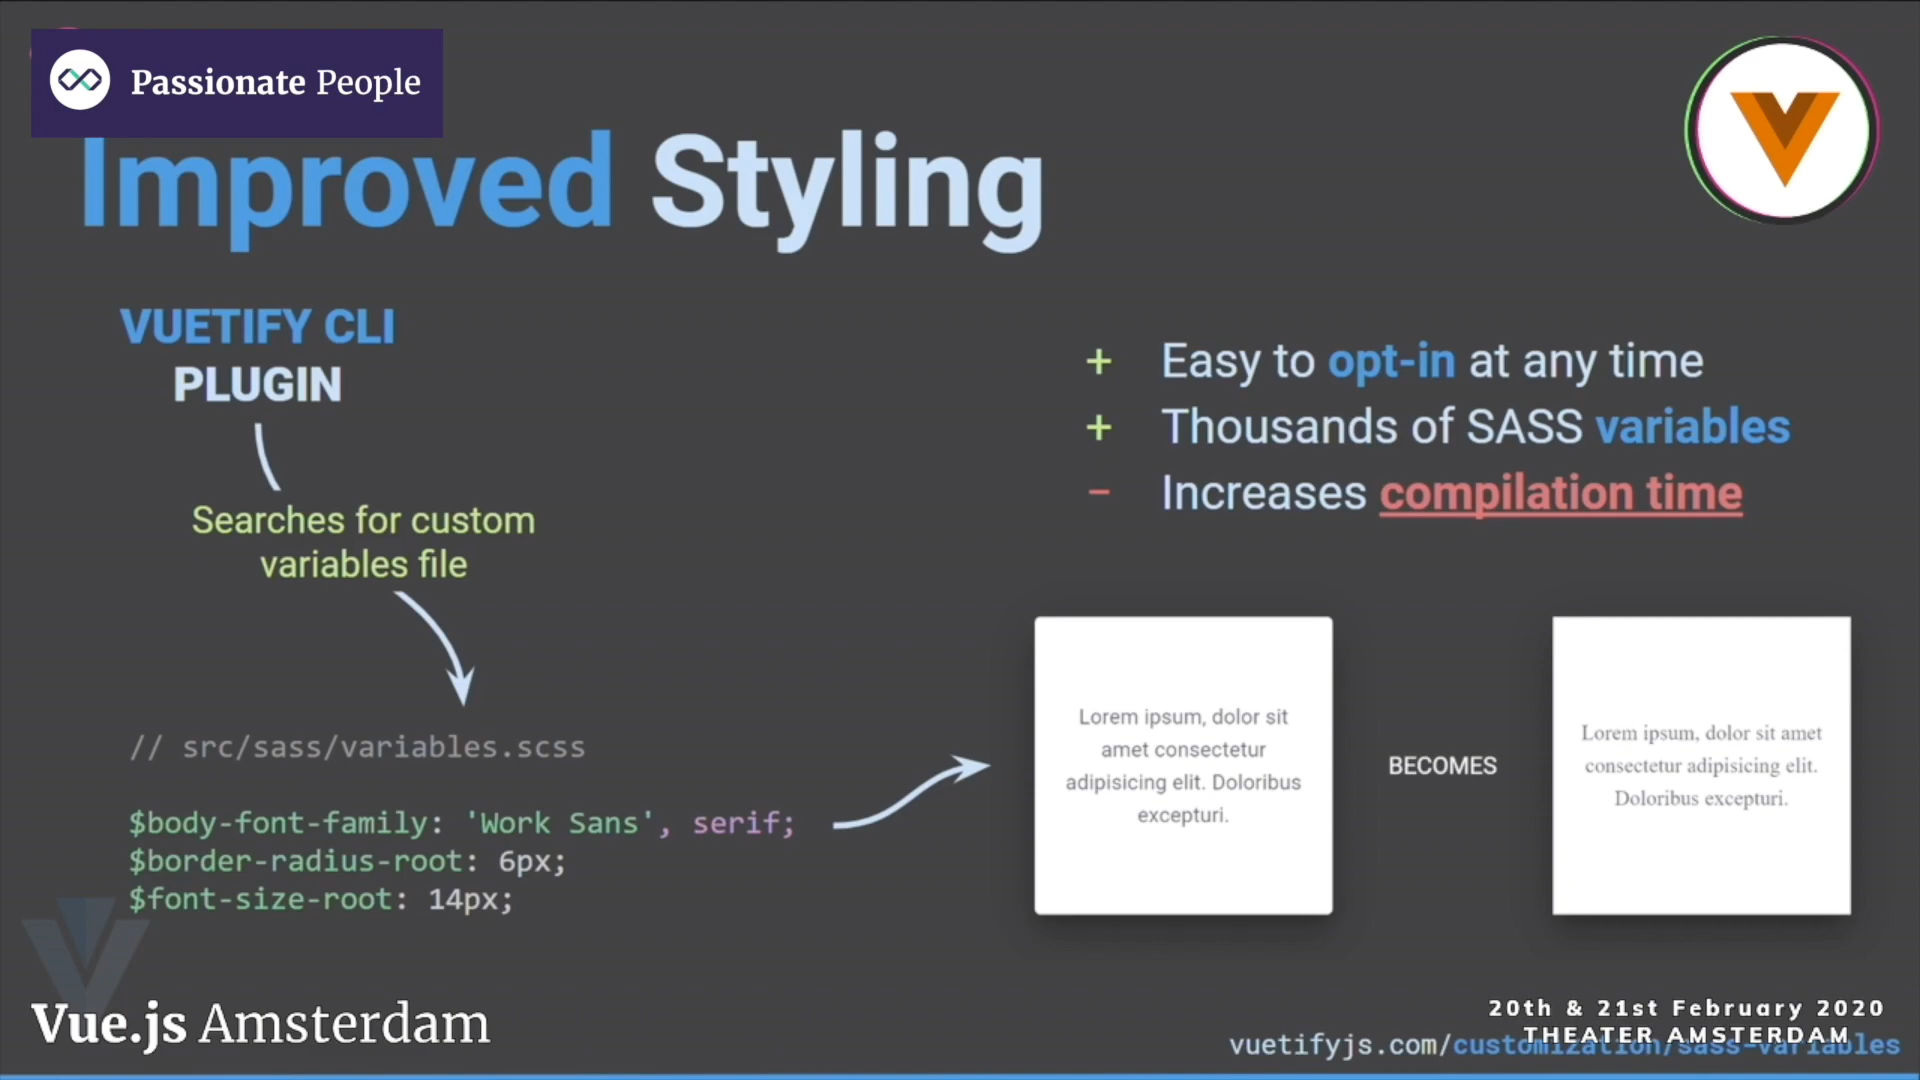 Passionate People
Improved Styling
VUETIFY CLI
PLUGIN
Searches for custom
variables file
// src/sass/variables.scss
$body-font-family: 'Work Sans', serif;
$border-radius-root: 6px;
$font-size-root: 14px;
+ Easy to opt-in at any time
+ Thousands of SASS variables
− Increases compilation time
Lorem ipsum, dolor sit
amet consectetur
adipisicing elit. Doloribus
excepturi.
BECOMES
Lorem ipsum, dolor sit amet
consectetur adipisicing elit.
Doloribus excepturi.
Vue.js Amsterdam
20th & 21st February 2020
THEATER AMSTERDAM
vuetifyjs.com/customization/sass-variables